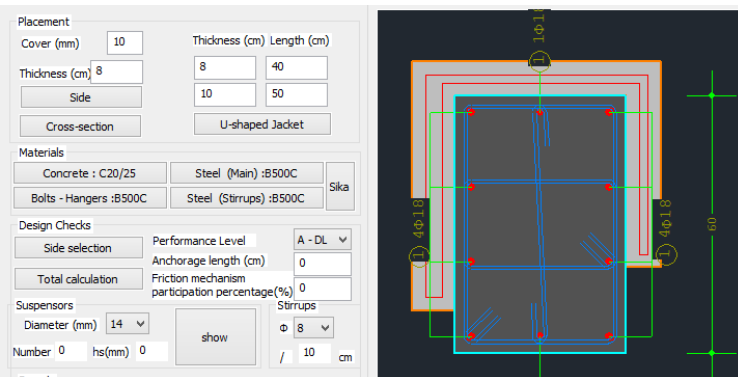 Placement
Cover (mm) 10
Thickness (cm) Length (cm)
Thickness (cm) 8
8 40
Side
10 50
Cross-section
U-shaped Jacket
Materials
Concrete : C20/25
Steel (Main) :B500C
Bolts - Hangers :B500C
Steel (Stirrups) :B500C
Sika
Design Checks
Side selection
Performance Level A - DL
Anchorage length (cm) 0
Total calculation
Friction mechanism
participation percentage(%) 0
Suspensors
Diameter (mm) 14
Number 0 hs(mm) 0
show
Stirrups
Φ 8
/ 10 cm
1 1Φ18
1 4Φ18
1 4Φ18
60